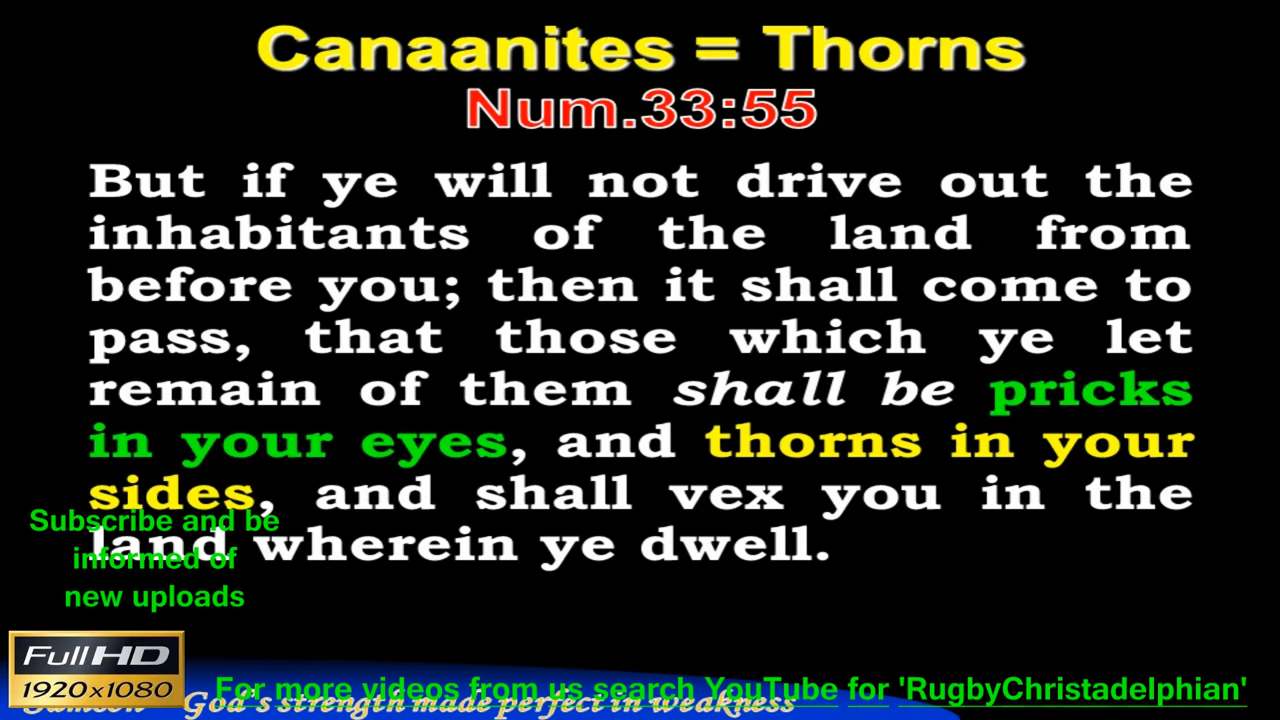 Canaanites = Thorns
Num.33:55
But if ye will not drive out the
inhabitants of the land from
before you; then it shall come to
pass, that those which ye let
remain of them shall be pricks
in your eyes, and thorns in your
sides, and shall vex you in the
land wherein ye dwell.
Subscribe and be
informed of
new uploads
Full HD
1920x1080
For more videos from us search YouTube for 'RugbyChristadelphian'
Samson God's strength made perfect in weakness